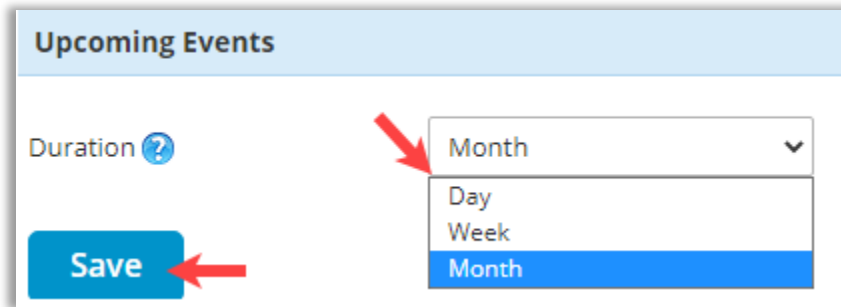 Upcoming Events
Duration ?
Month
Day
Week
Month
Save